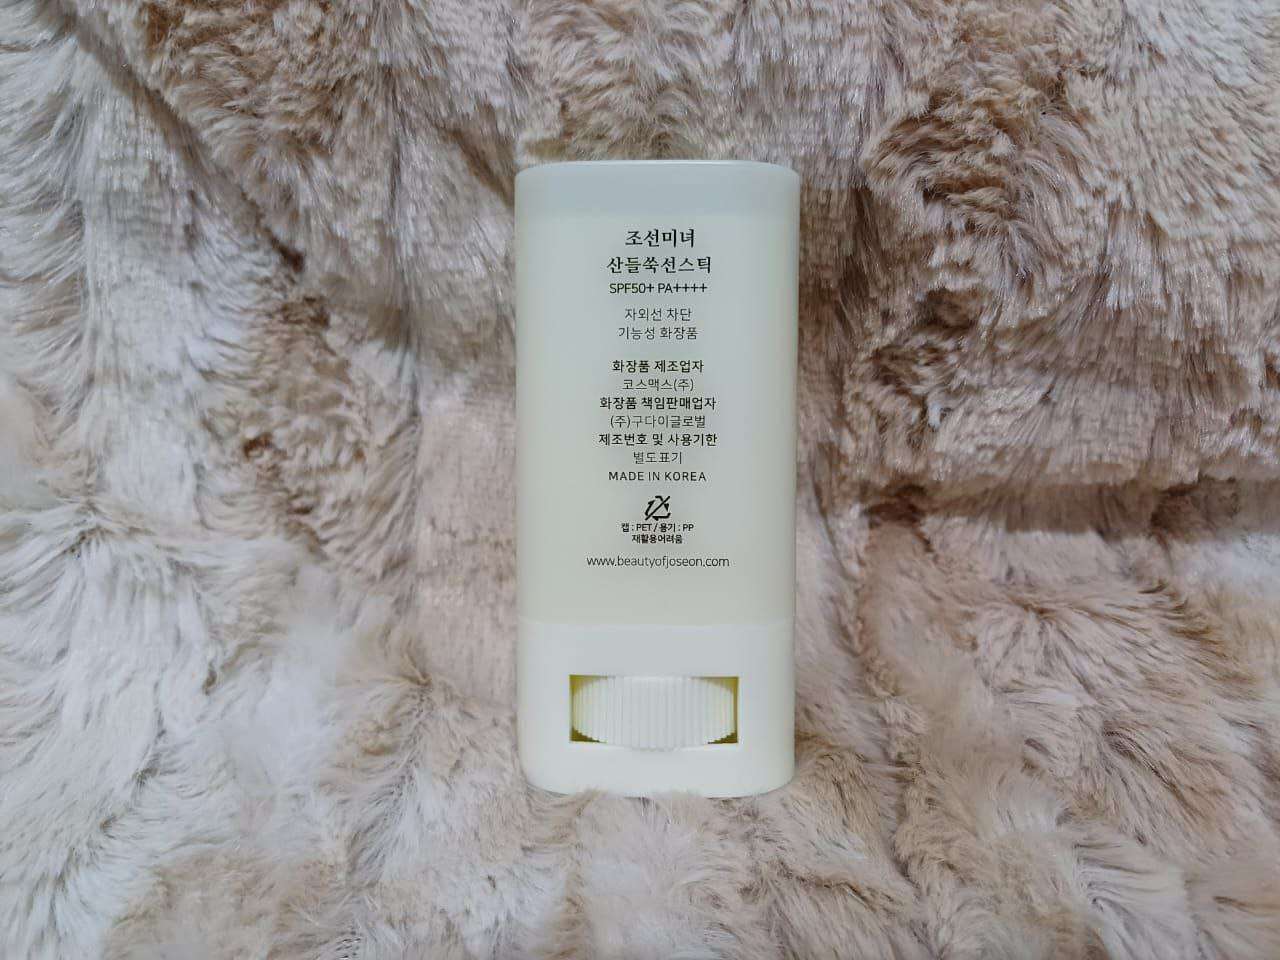 조선미녀
산들쑥선스틱
SPF50+ PA++++
자외선 차단
기능성 화장품
화장품 제조업자
코스맥스(주)
화장품 책임판매업자
(주)구다이글로벌
제조번호 및 사용기한
별도표기
MADE IN KOREA
캡 : PET / 용기 : PP
재활용어려움
www.beautyofjoseon.com